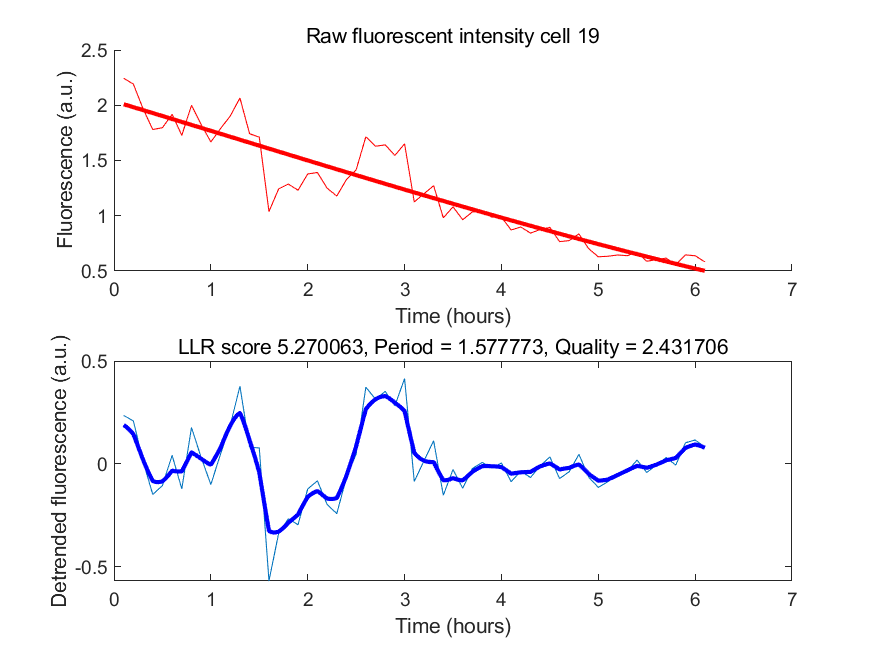 Raw fluorescent intensity cell 19
2.5
2
1.5
1
0.5
Fluorescence (a.u.)
0 1 2 3 4 5 6 7
Time (hours)
LLR score 5.270063, Period = 1.577773, Quality = 2.431706
0.5
0
-0.5
Detrended fluorescence (a.u.)
0 1 2 3 4 5 6 7
Time (hours)